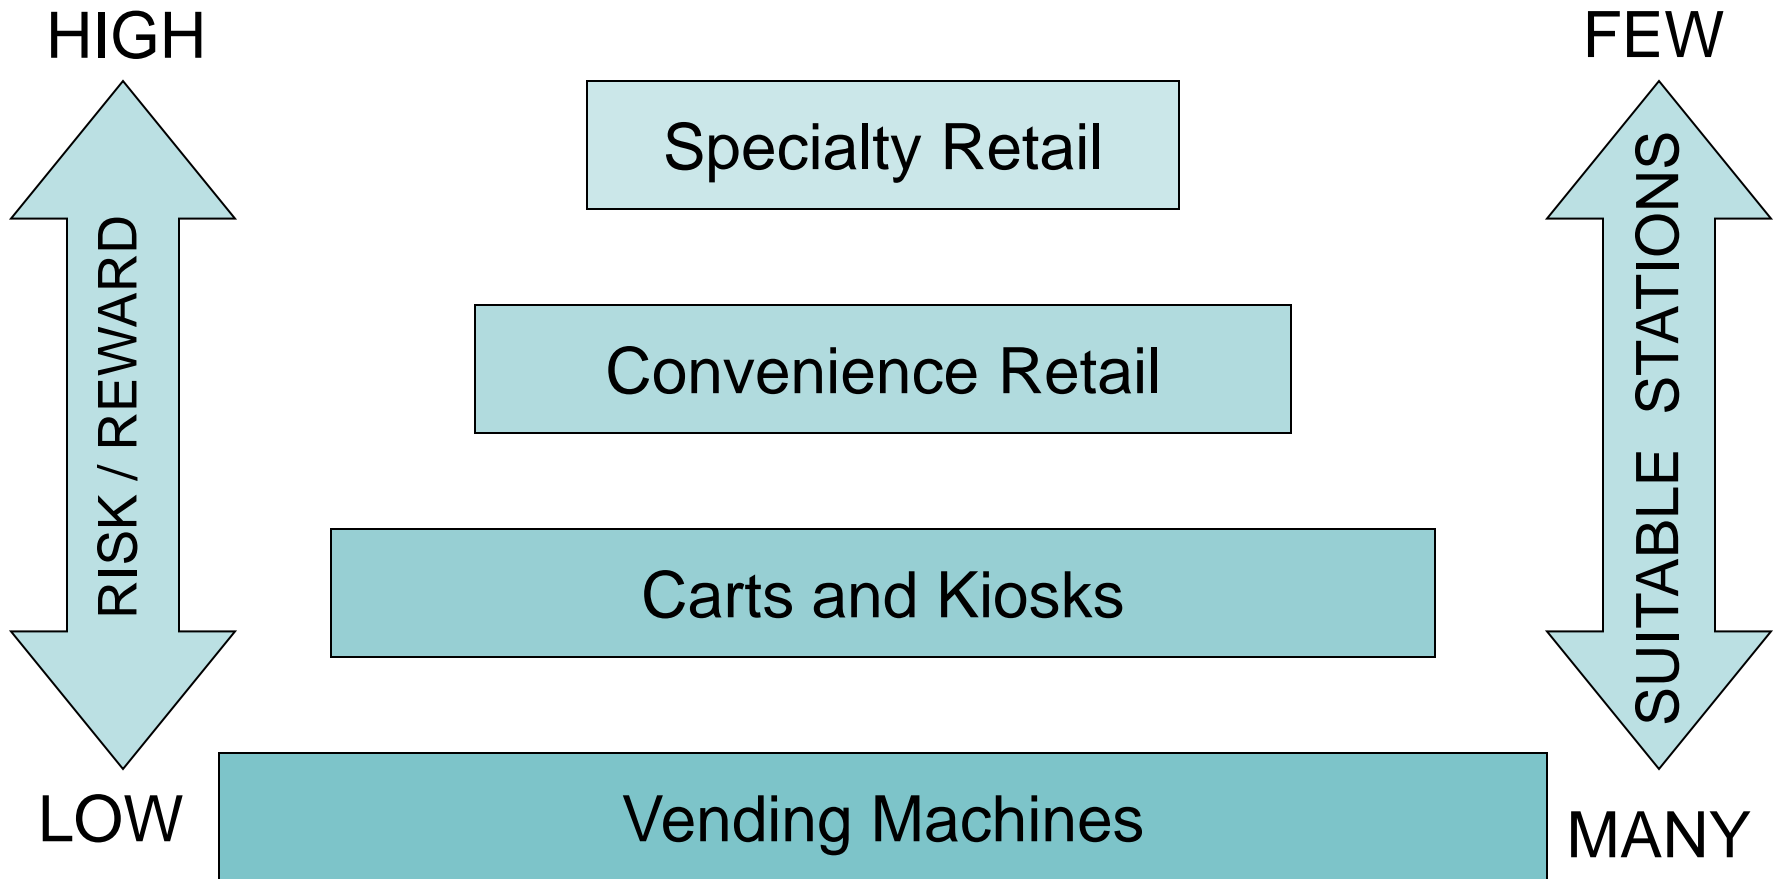 HIGH
FEW
Specialty Retail
Convenience Retail
RISK / REWARD
SUITABLE STATIONS
Carts and Kiosks
Vending Machines
LOW
MANY